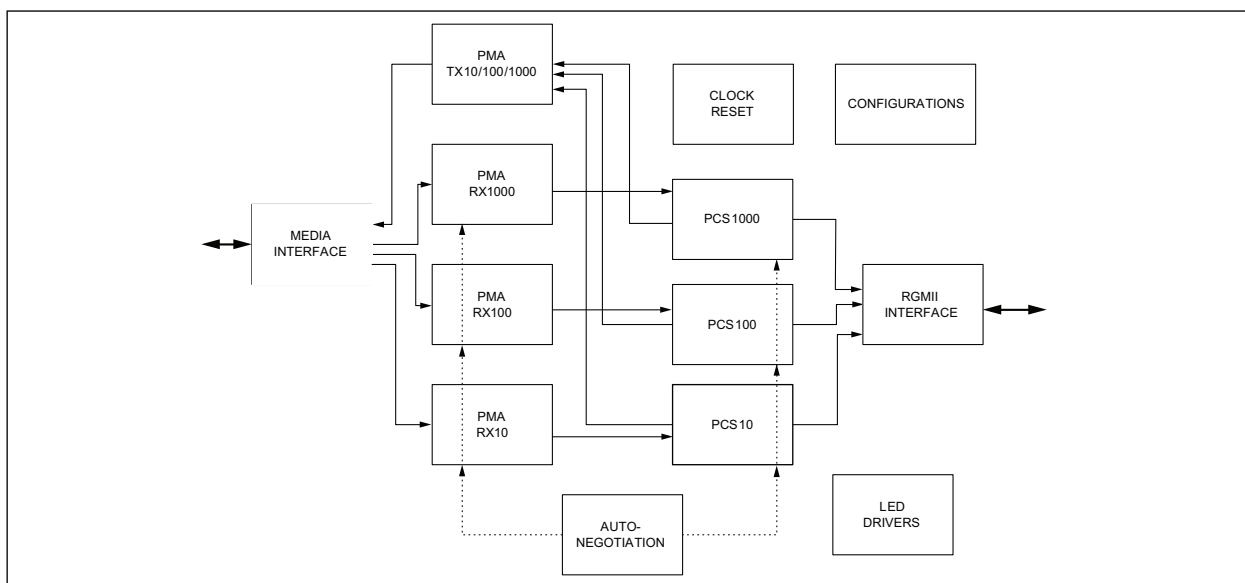 PMA
TX10/100/1000
CLOCK
RESET
CONFIGURATIONS
PMA
RX1000
PCS1000
MEDIA
INTERFACE
PMA
RX100
PCS100
RGMII
INTERFACE
PMA
RX10
PCS10
AUTO-
NEGOTIATION
LED
DRIVERS